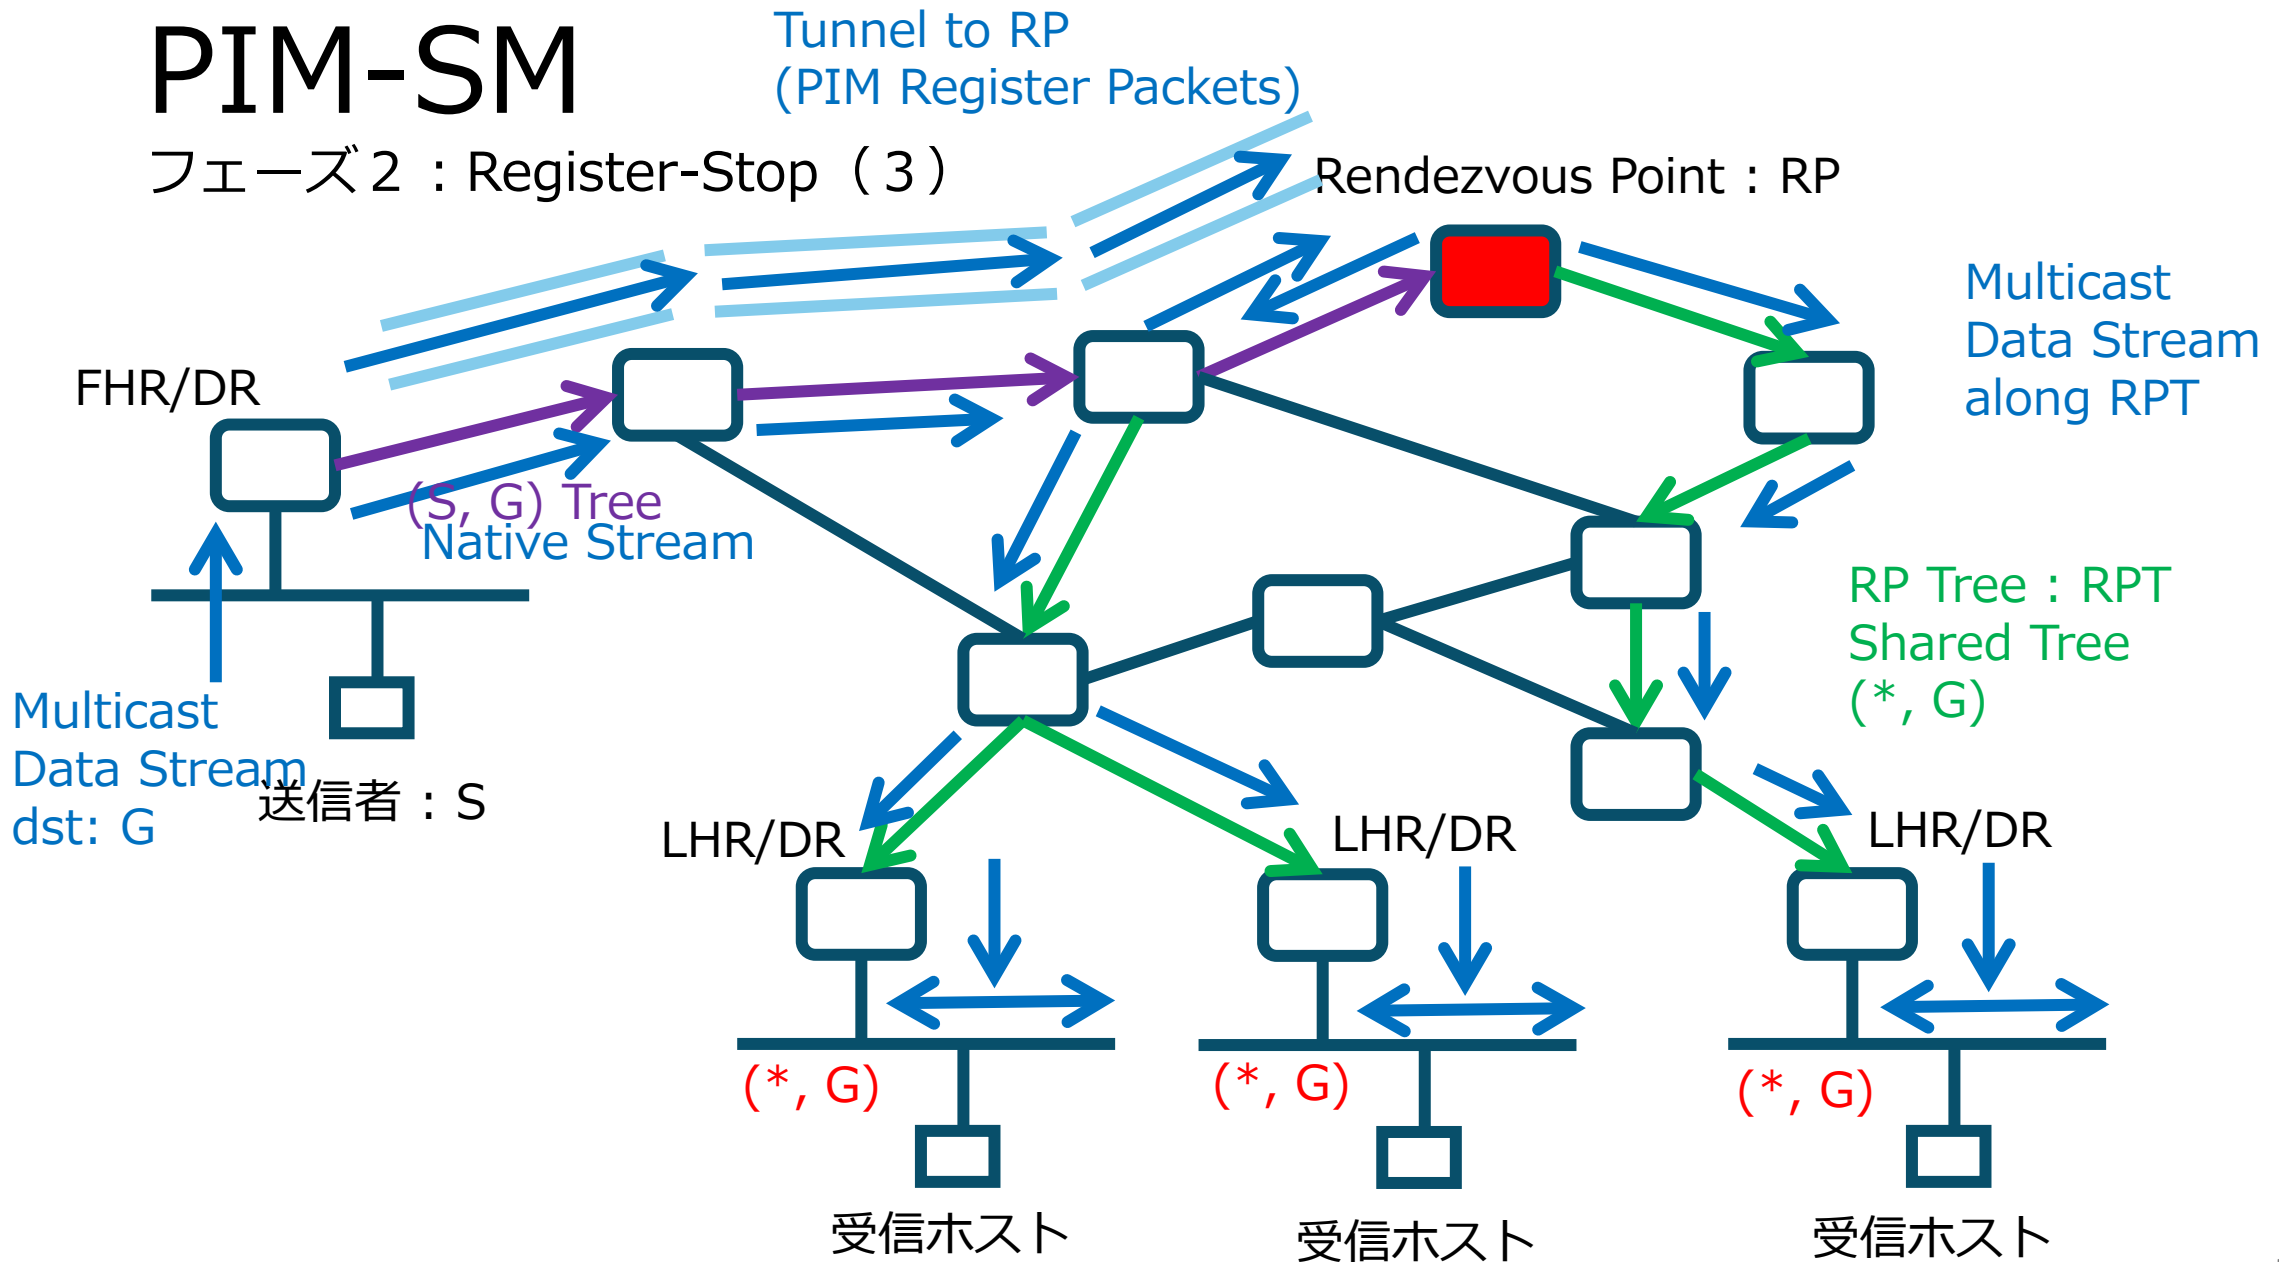 PIM-SM
フェーズ２：Register-Stop（３）
Tunnel to RP
(PIM Register Packets)
Rendezvous Point : RP
Multicast
Data Stream
along RPT
FHR/DR
(S, G) Tree
Native Stream
RP Tree : RPT
Shared Tree
(*, G)
Multicast
Data Stream
dst: G
送信者 : S
LHR/DR
LHR/DR
LHR/DR
(*, G)
(*, G)
(*, G)
受信ホスト
受信ホスト
受信ホスト